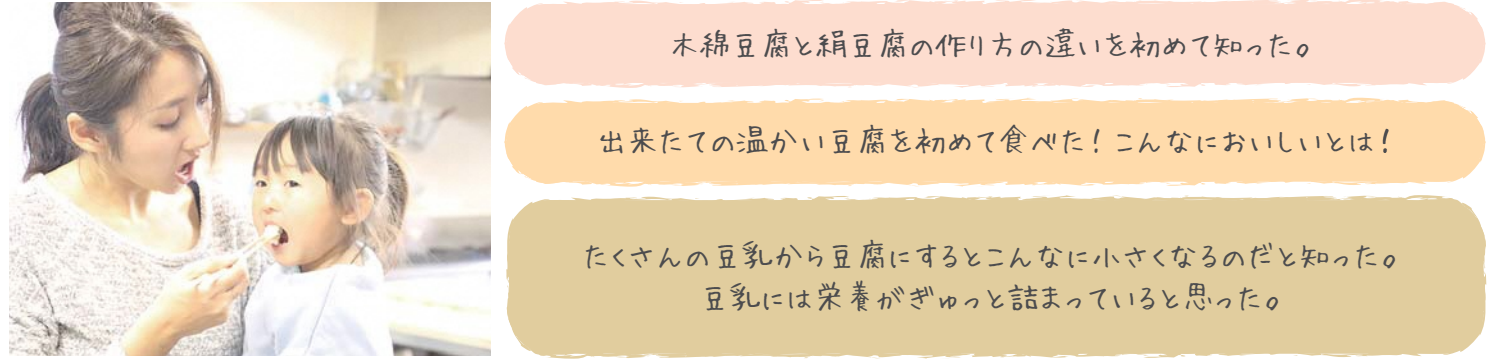 木綿豆腐と絹豆腐の作り方の違いを初めて知った。
出来たての温かい豆腐を初めて食べた！こんなにおいしいとは！
たくさんの豆乳から豆腐にするとこんなに小さくなるのだと知った。
豆乳には栄養がぎゅっと詰まっていると思った。